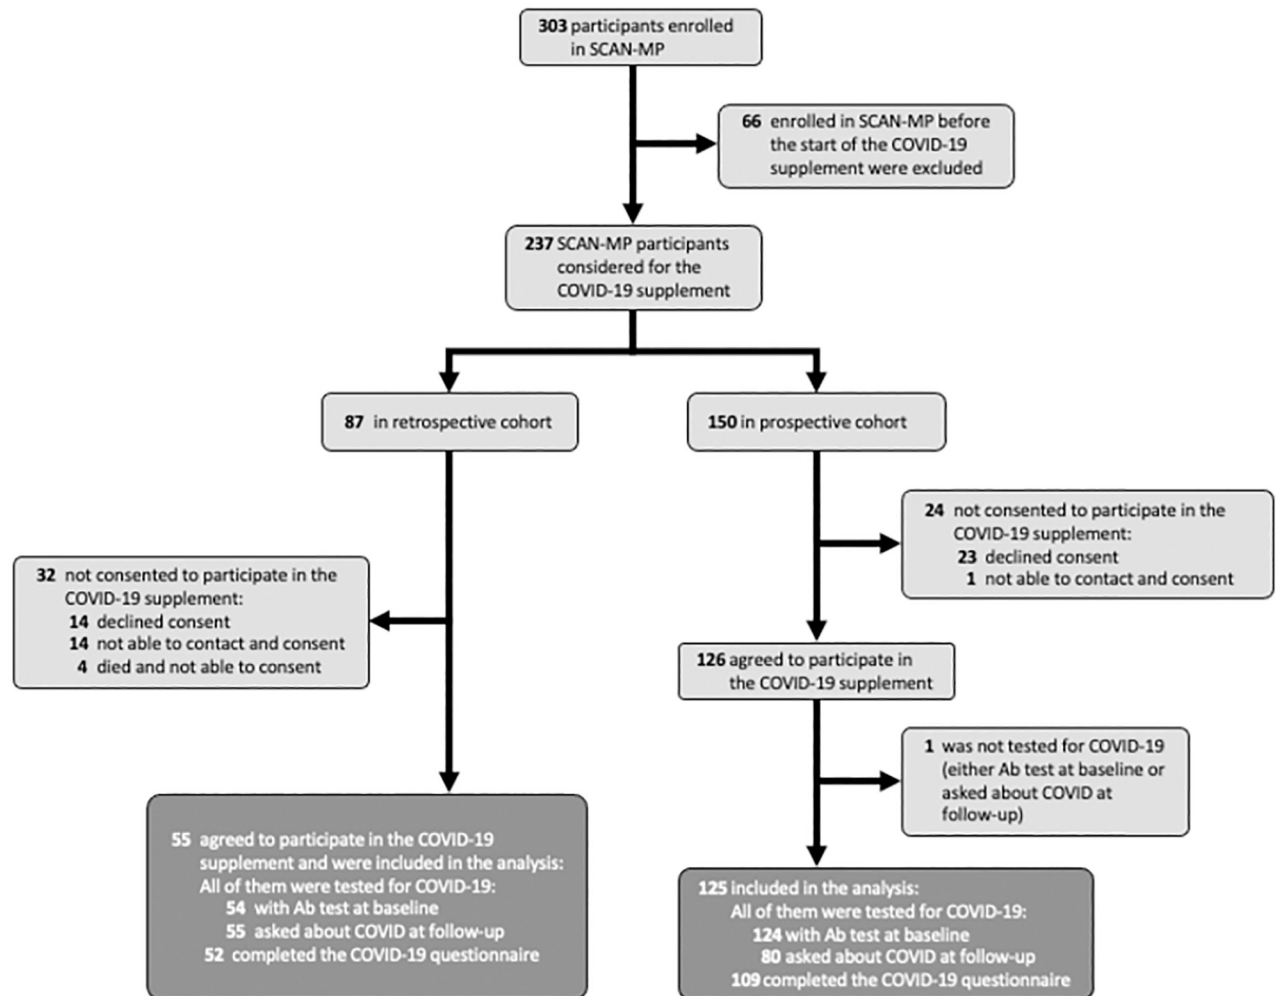 303 participants enrolled
in SCAN-MP
66 enrolled in SCAN-MP before
the start of the COVID-19
supplement were excluded
237 SCAN-MP participants
considered for the
COVID-19 supplement
87 in retrospective cohort
150 in prospective cohort
24 not consented to participate in the
COVID-19 supplement:
23 declined consent
1 not able to contact and consent
32 not consented to participate in the
COVID-19 supplement:
14 declined consent
14 not able to contact and consent
4 died and not able to consent
126 agreed to participate in
the COVID-19 supplement
1 was not tested for COVID-19
(either Ab test at baseline or
asked about COVID at
follow-up)
55 agreed to participate in the COVID-19
supplement and were included in the analysis:
All of them were tested for COVID-19:
54 with Ab test at baseline
55 asked about COVID at follow-up
52 completed the COVID-19 questionnaire
125 included in the analysis:
All of them were tested for COVID-19:
124 with Ab test at baseline
80 asked about COVID at follow-up
109 completed the COVID-19 questionnaire